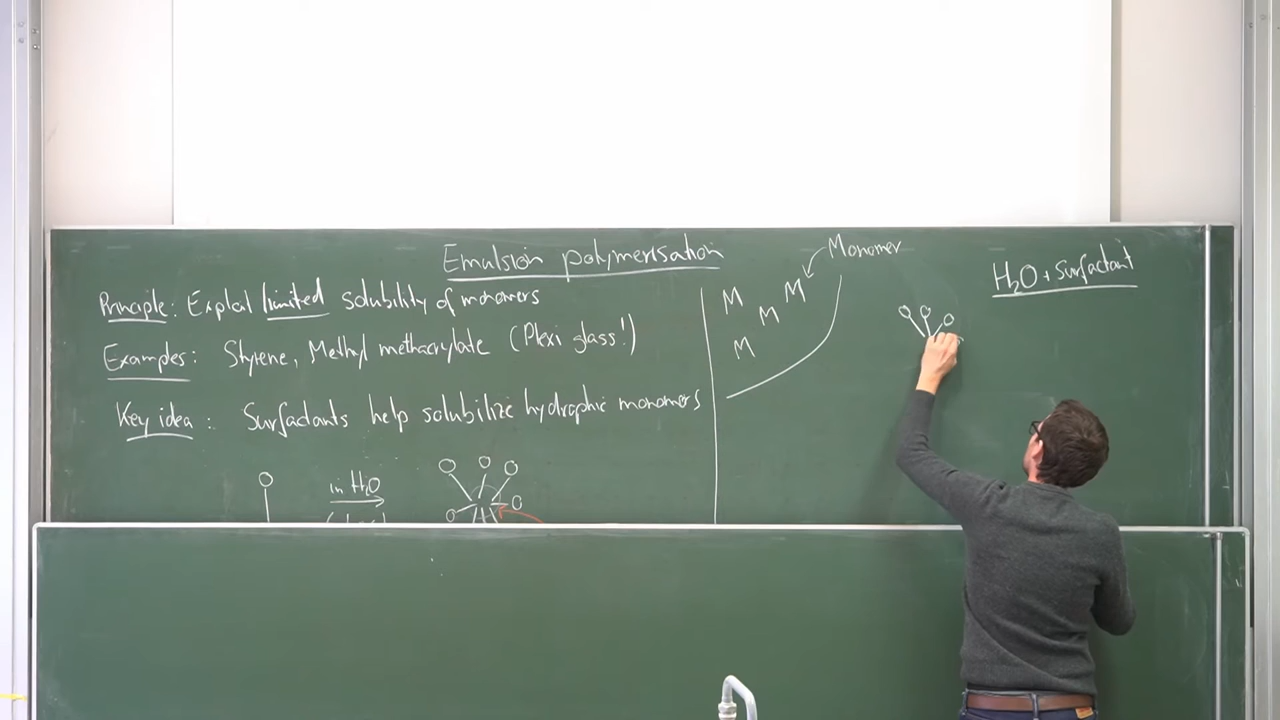 Emulsion polymerisation
Principle: Exploit limited solubility of monomers
Examples: Styrene, Methyl methacrylate (Plexi glass!)
Key idea: Surfactants help solubilize hydrophic monomers
in H₂O
Monomer
M M
M
M
H₂O + Surfactant